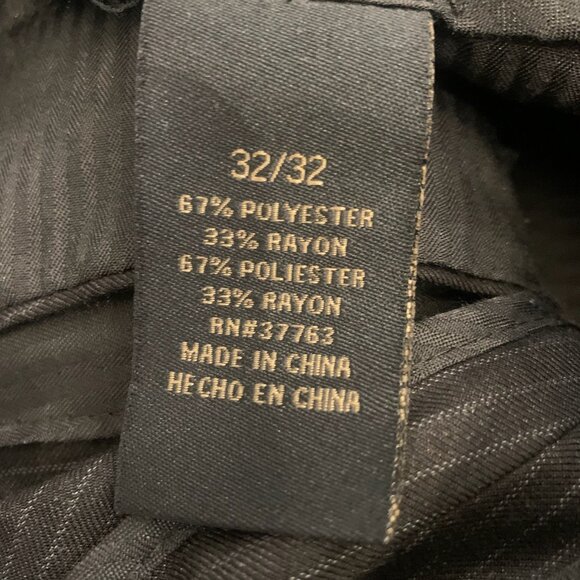 32/32
67% POLYESTER
33% RAYON
67% POLIESTER
33% RAYON
RN#37763
MADE IN CHINA
HECHO EN CHINA